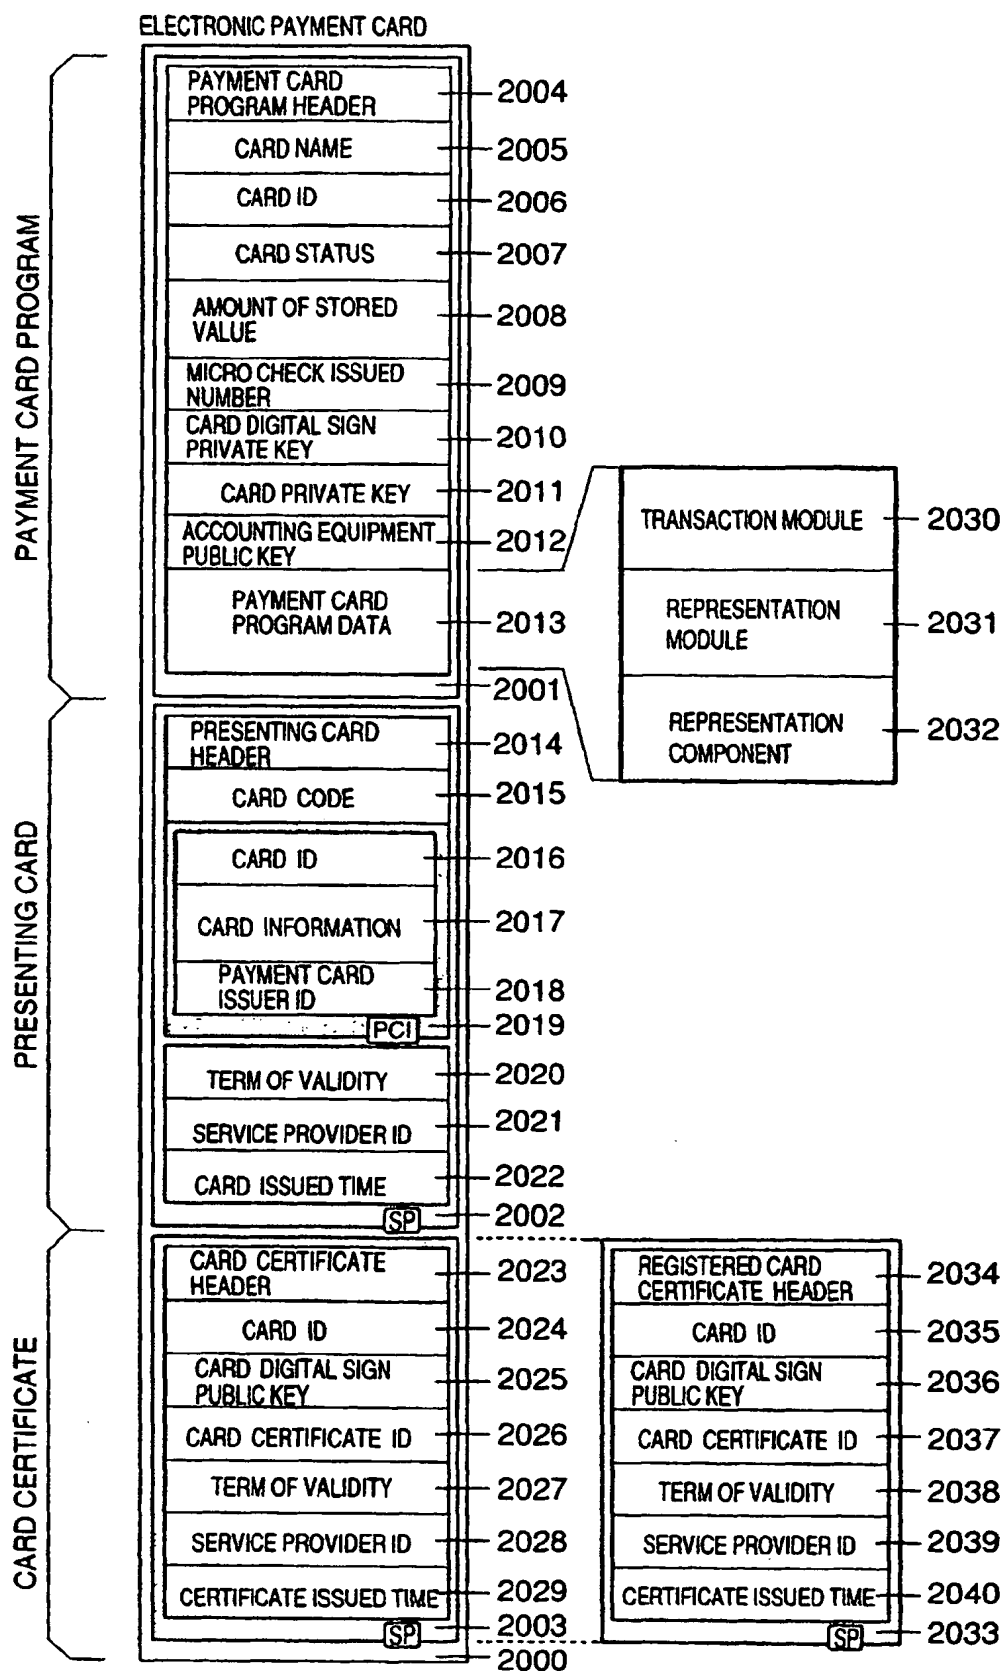 ELECTRONIC PAYMENT CARD
PAYMENT CARD PROGRAM
PAYMENT CARD
PROGRAM HEADER
2004
CARD NAME
2005
CARD ID
2006
CARD STATUS
2007
AMOUNT OF STORED
VALUE
2008
MICRO CHECK ISSUED
NUMBER
2009
CARD DIGITAL SIGN
PRIVATE KEY
2010
CARD PRIVATE KEY
2011
ACCOUNTING EQUIPMENT
PUBLIC KEY
2012
PAYMENT CARD
PROGRAM DATA
2013
2001
TRANSACTION MODULE
2030
REPRESENTATION
MODULE
2031
REPRESENTATION
COMPONENT
2032
PRESENTING CARD
PRESENTING CARD
HEADER
2014
CARD CODE
2015
CARD ID
2016
CARD INFORMATION
2017
PAYMENT CARD
ISSUER ID
2018
PCI
2019
TERM OF VALIDITY
2020
SERVICE PROVIDER ID
2021
CARD ISSUED TIME
2022
SP
2002
CARD CERTIFICATE
CARD CERTIFICATE
HEADER
2023
CARD ID
2024
CARD DIGITAL SIGN
PUBLIC KEY
2025
CARD CERTIFICATE ID
2026
TERM OF VALIDITY
2027
SERVICE PROVIDER ID
2028
CERTIFICATE ISSUED TIME
2029
SP
2003
2000
REGISTERED CARD
CERTIFICATE HEADER
2034
CARD ID
2035
CARD DIGITAL SIGN
PUBLIC KEY
2036
CARD CERTIFICATE ID
2037
TERM OF VALIDITY
2038
SERVICE PROVIDER ID
2039
CERTIFICATE ISSUED TIME
2040
SP
2033